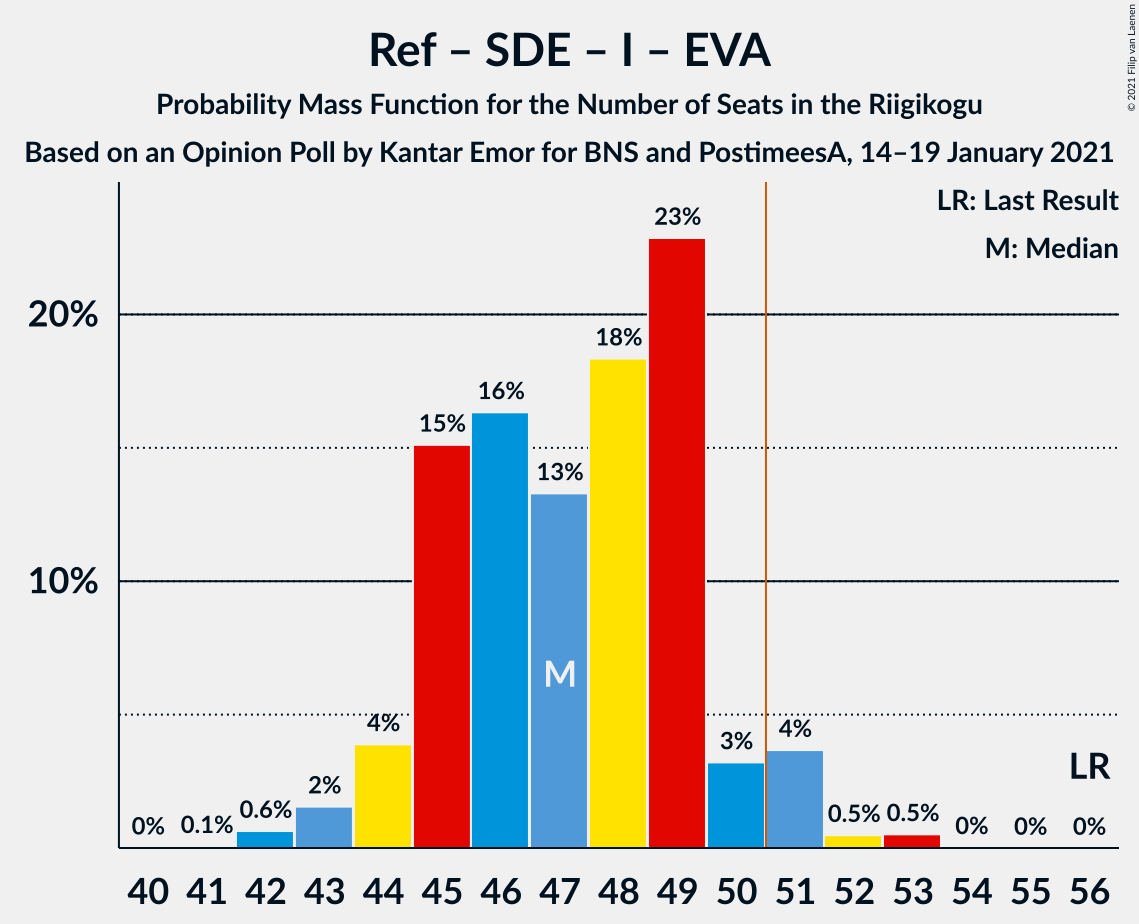 Ref – SDE – I – EVA
Probability Mass Function for the Number of Seats in the Riigikogu
Based on an Opinion Poll by Kantar Emor for BNS and PostimeesA, 14–19 January 2021
© 2021 Filip van Laenen
LR: Last Result
M: Median
23%
20%
18%
16%
15%
13%
10%
M
4%
4%
3%
LR
2%
0.6%
0.5%
0.5%
0%
0.1%
0%
0%
0%
40 41 42 43 44 45 46 47 48 49 50 51 52 53 54 55 56